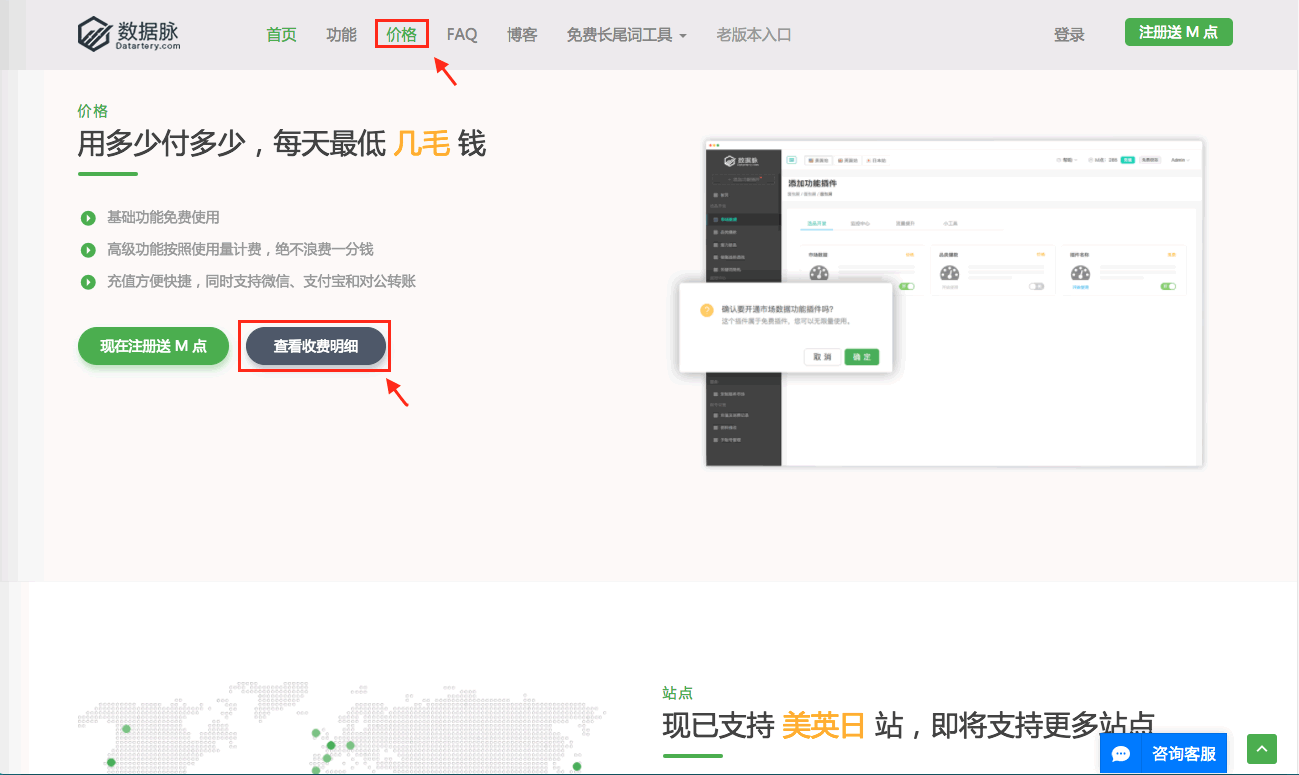 数据脉
Datartery.com
首页 功能 价格 FAQ 博客 免费长尾词工具 老版本入口 登录 注册送 M 点
价格
用多少付多少，每天最低 几毛 钱
基础功能免费使用
高级功能按照使用量计费，绝不浪费一分钱
充值方便快捷，同时支持微信、支付宝和对公转账
现在注册送 M 点 查看收费明细
数据脉
添加功能插件
确认要开通市场数据功能插件吗?
这个插件属于免费插件，您可以无限量使用。
取 消 确 定
站点
现已支持 美英日 站，即将支持更多站点
咨询客服